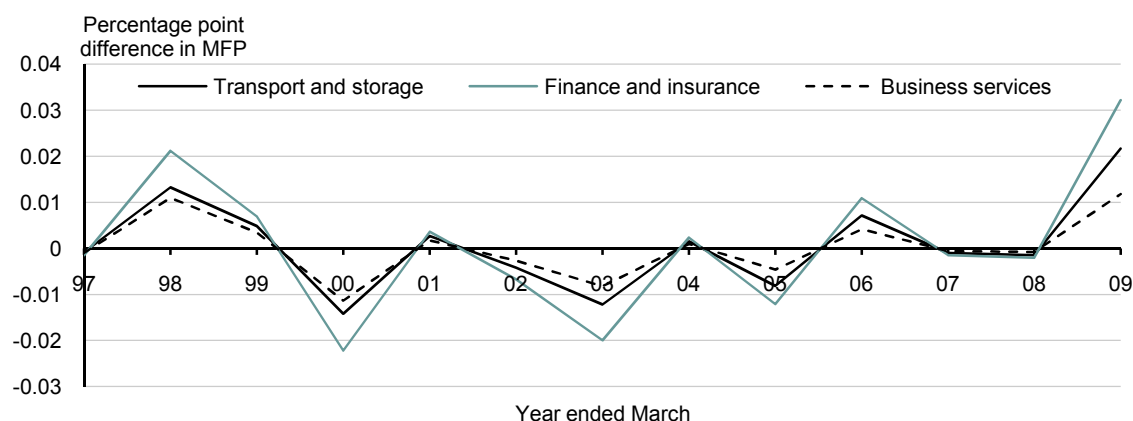 Percentage point
difference in MFP
0.04
Transport and storage Finance and insurance Business services
0.03
0.02
0.01
0
97 98 99 00 01 02 03 04 05 06 07 08 09
-0.01
-0.02
-0.03
Year ended March